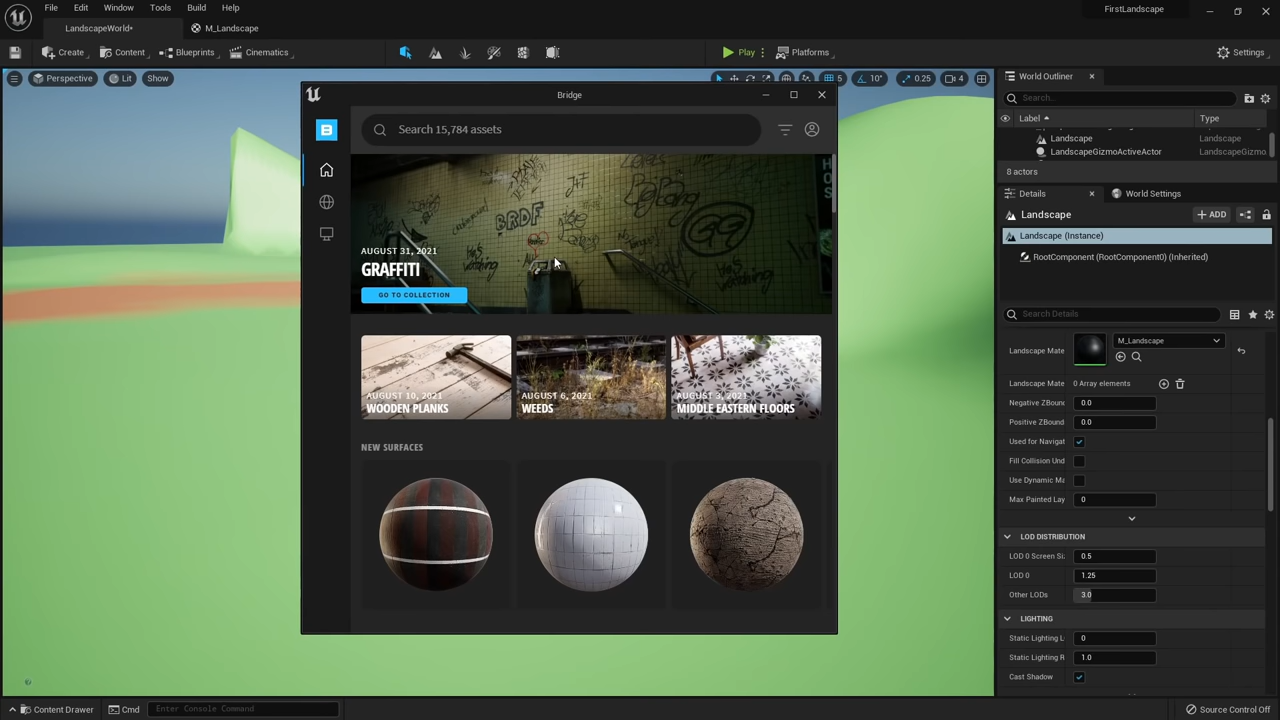 File Edit Window Tools Build Help
FirstLandscape
LandscapeWorld•
M_Landscape
Create
Content
Blueprints
Cinematics
Play
Platforms
Settings
Perspective
Lit
Show
5
10°
0.25
4
Bridge
Search 15,784 assets
BRDF
AUGUST 31, 2021
GRAFFITI
GO TO COLLECTION
AUGUST 10, 2021
WOODEN PLANKS
AUGUST 6, 2021
WEEDS
AUGUST 3, 2021
MIDDLE EASTERN FLOORS
NEW SURFACES
World Outliner
Search...
Label
Type
Landscape
Landscape
LandscapeGizmoActiveActor
LandscapeGizmo
8 actors
Details
World Settings
Landscape
ADD
Landscape (Instance)
RootComponent (RootComponent0) (Inherited)
Search Details
Landscape Mate
M_Landscape
Landscape Mate
0 Array elements
Negative ZBound
0.0
Positive ZBound
0.0
Used for Navigat
Fill Collision Und
Use Dynamic Ma
Max Painted Lay
0
LOD DISTRIBUTION
LOD 0 Screen Si
0.5
LOD 0
1.25
Other LODs
3.0
LIGHTING
Static Lighting L
0
Static Lighting R
1.0
Cast Shadow
Content Drawer
Cmd
Enter Console Command
Source Control Off